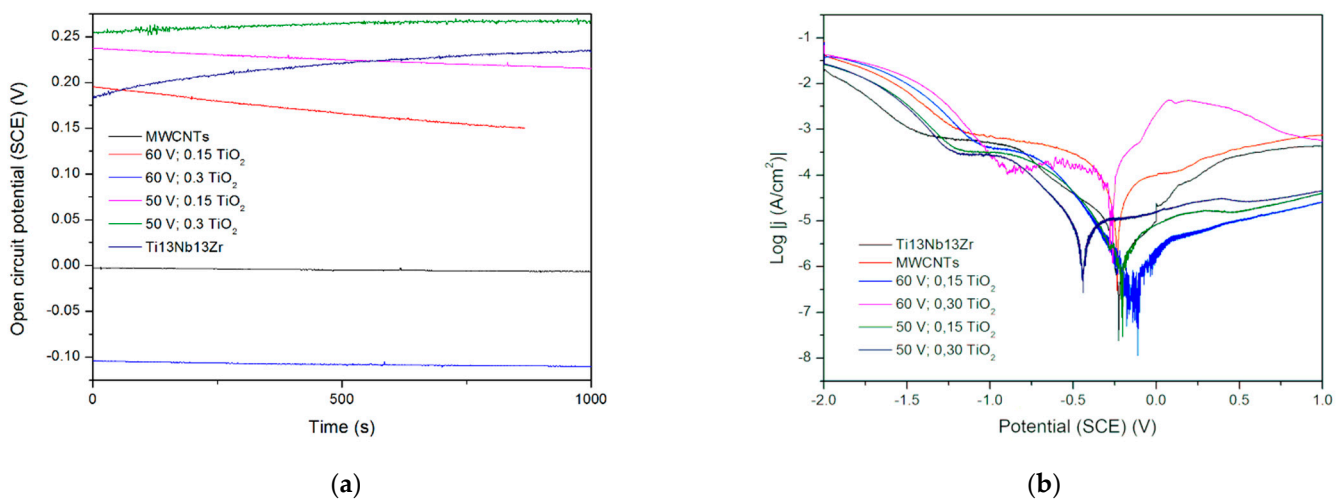 0.25
0.20
0.15
0.10
0.05
0.00
-0.05
-0.10
Open circuit potential (SCE) (V)
MWCNTs
60 V; 0.15 TiO₂
60 V; 0.3 TiO₂
50 V; 0.15 TiO₂
50 V; 0.3 TiO₂
Ti13Nb13Zr
0
500
1000
Time (s)
(a)
-1
-2
-3
-4
-5
-6
-7
-8
Log |j (A/cm²)|
Ti13Nb13Zr
MWCNTs
60 V; 0,15 TiO₂
60 V; 0,30 TiO₂
50 V; 0,15 TiO₂
50 V; 0,30 TiO₂
-2.0
-1.5
-1.0
-0.5
0.0
0.5
1.0
Potential (SCE) (V)
(b)